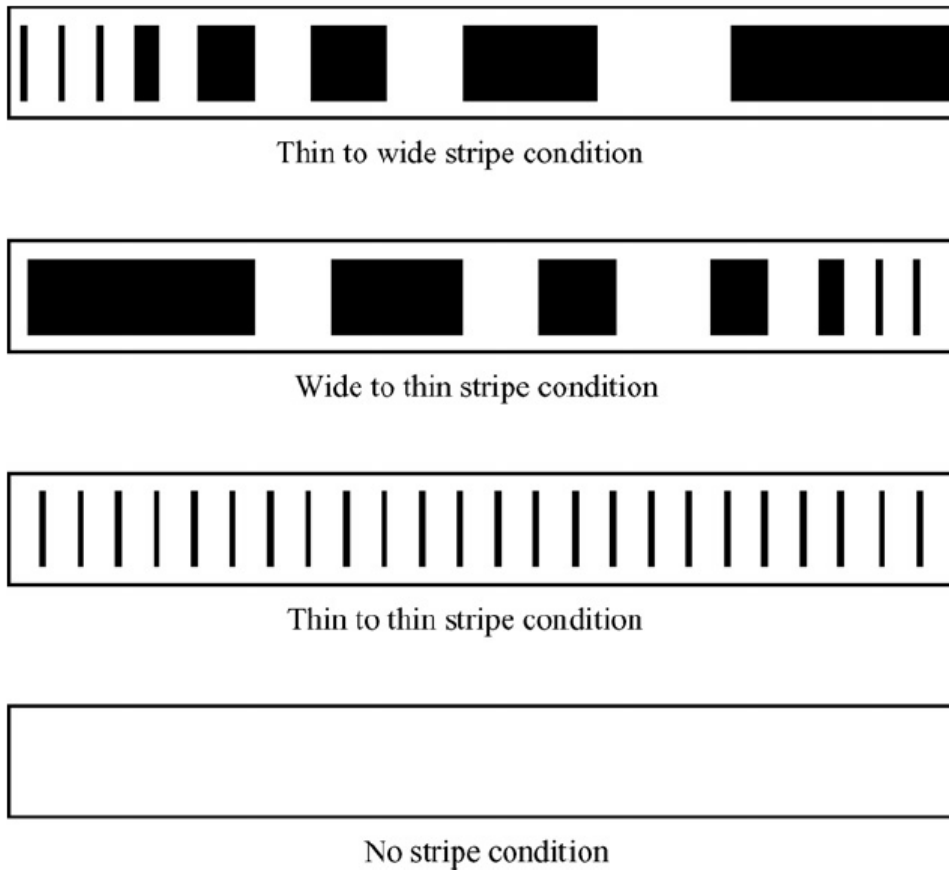 Thin to wide stripe condition
Wide to thin stripe condition
Thin to thin stripe condition
No stripe condition